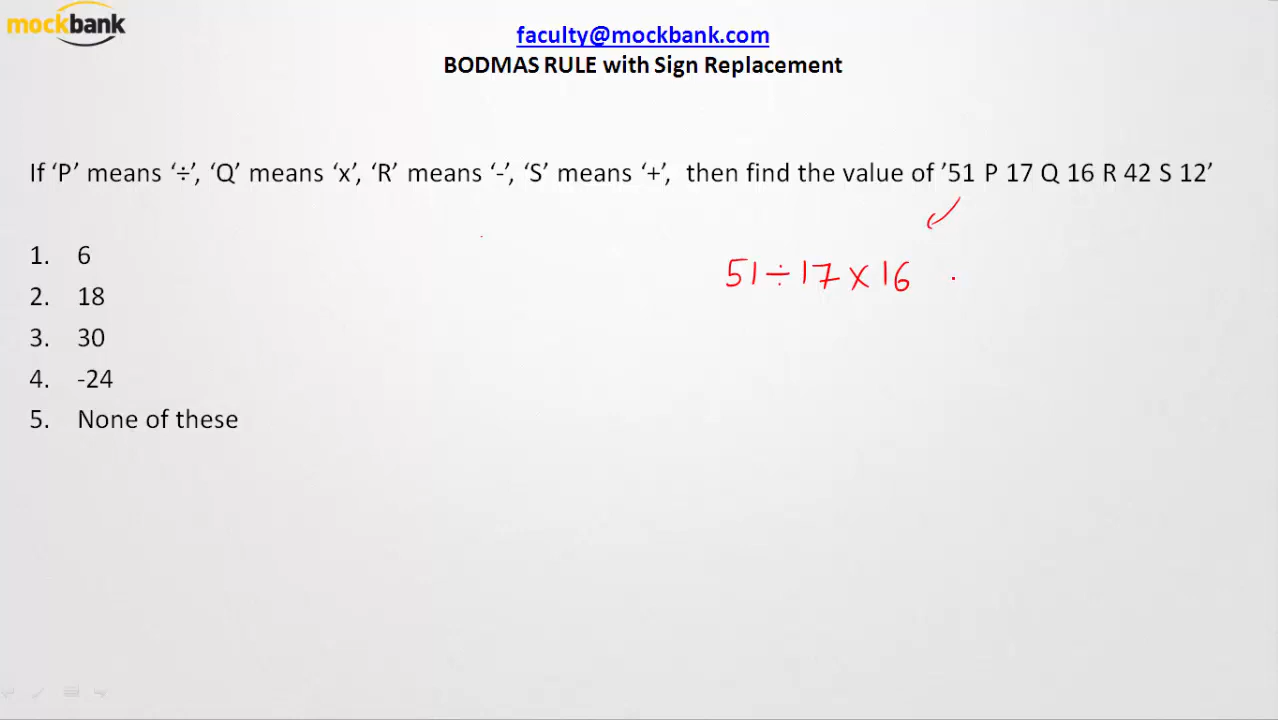 mockbank
faculty@mockbank.com
BODMAS RULE with Sign Replacement
If ‘P’ means ‘÷’, ‘Q’ means ‘x’, ‘R’ means ‘-’, ‘S’ means ‘+’, then find the value of ’51 P 17 Q 16 R 42 S 12’
1. 6
2. 18
3. 30
4. -24
5. None of these
51÷17×16